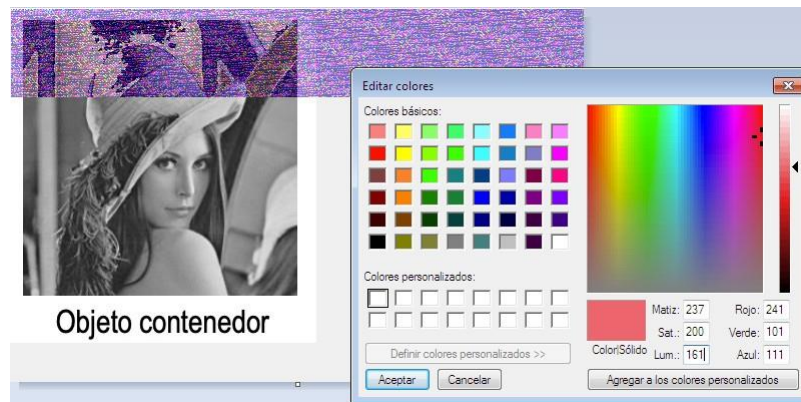 Objeto contenedor
Editar colores
Colores básicos:
Colores personalizados:
Definir colores personalizados >>
Aceptar
Cancelar
Color|Sólido
Matiz: 237
Sat.: 200
Lum.: 161
Rojo: 241
Verde: 101
Azul: 111
Agregar a los colores personalizados